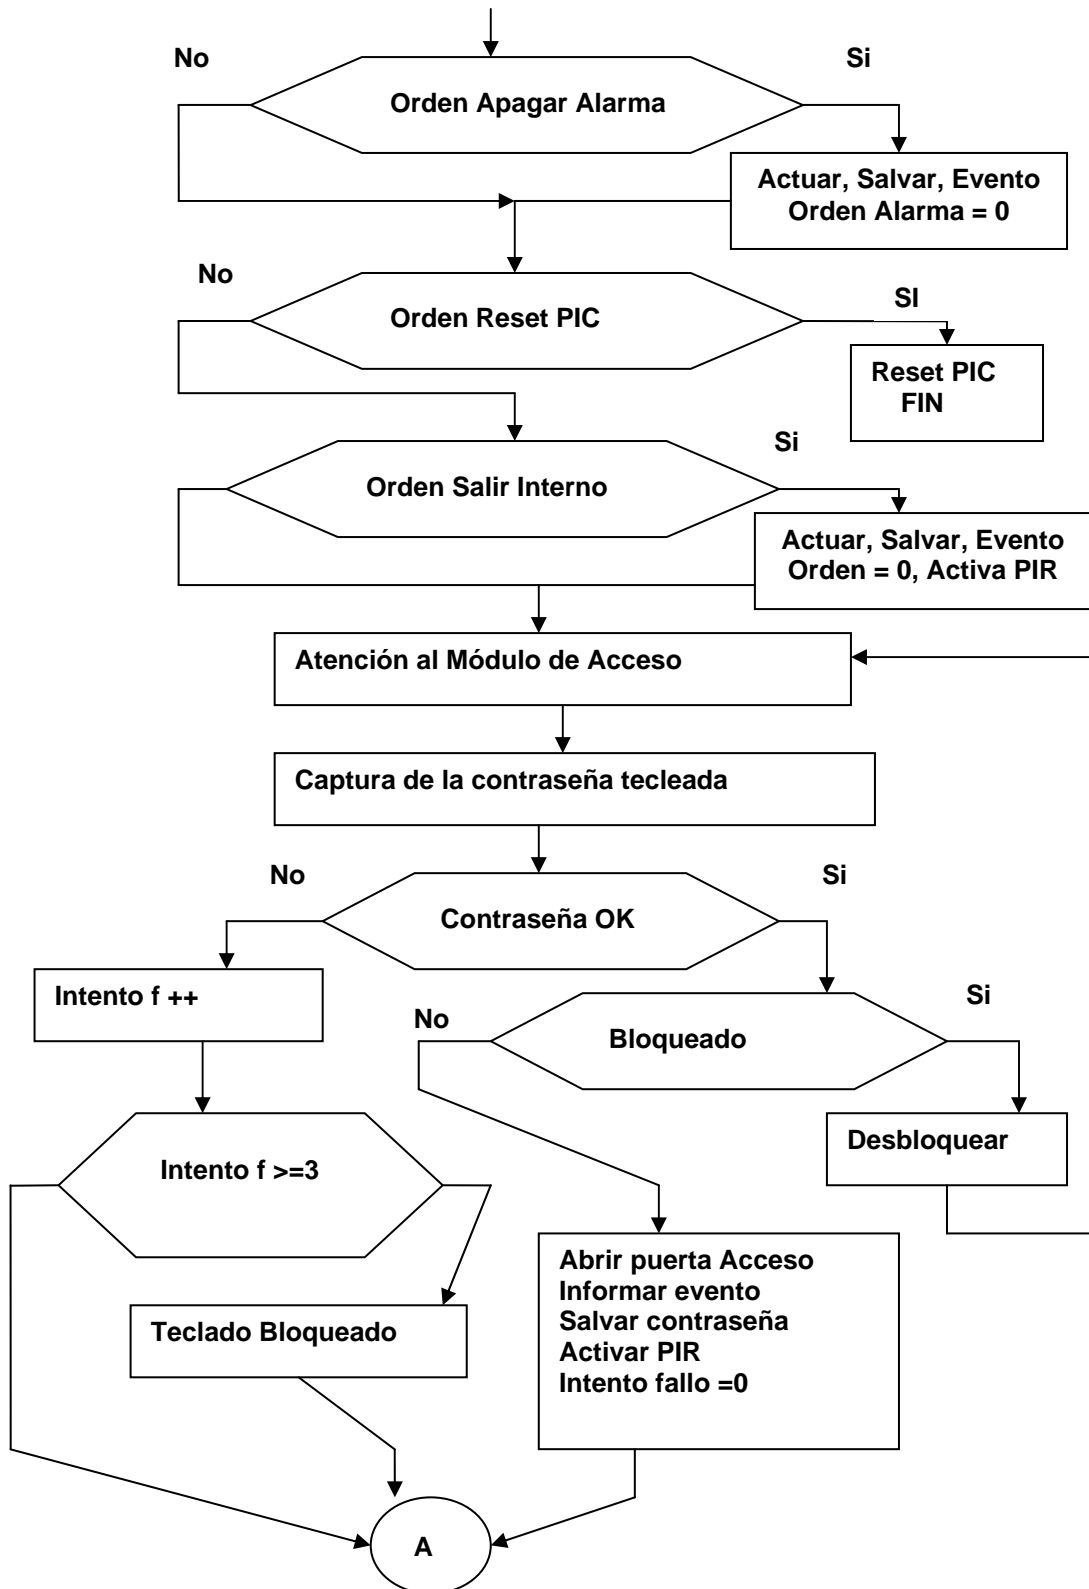 No
Si
Orden Apagar Alarma
Actuar, Salvar, Evento
Orden Alarma = 0
No
SI
Orden Reset PIC
Reset PIC
FIN
Si
Orden Salir Interno
Actuar, Salvar, Evento
Orden = 0, Activa PIR
Atención al Módulo de Acceso
Captura de la contraseña tecleada
No
Si
Contraseña OK
Intento f ++
No
Si
Bloqueado
Desbloquear
Intento f >=3
Teclado Bloqueado
Abrir puerta Acceso
Informar evento
Salvar contraseña
Activar PIR
Intento fallo =0
A